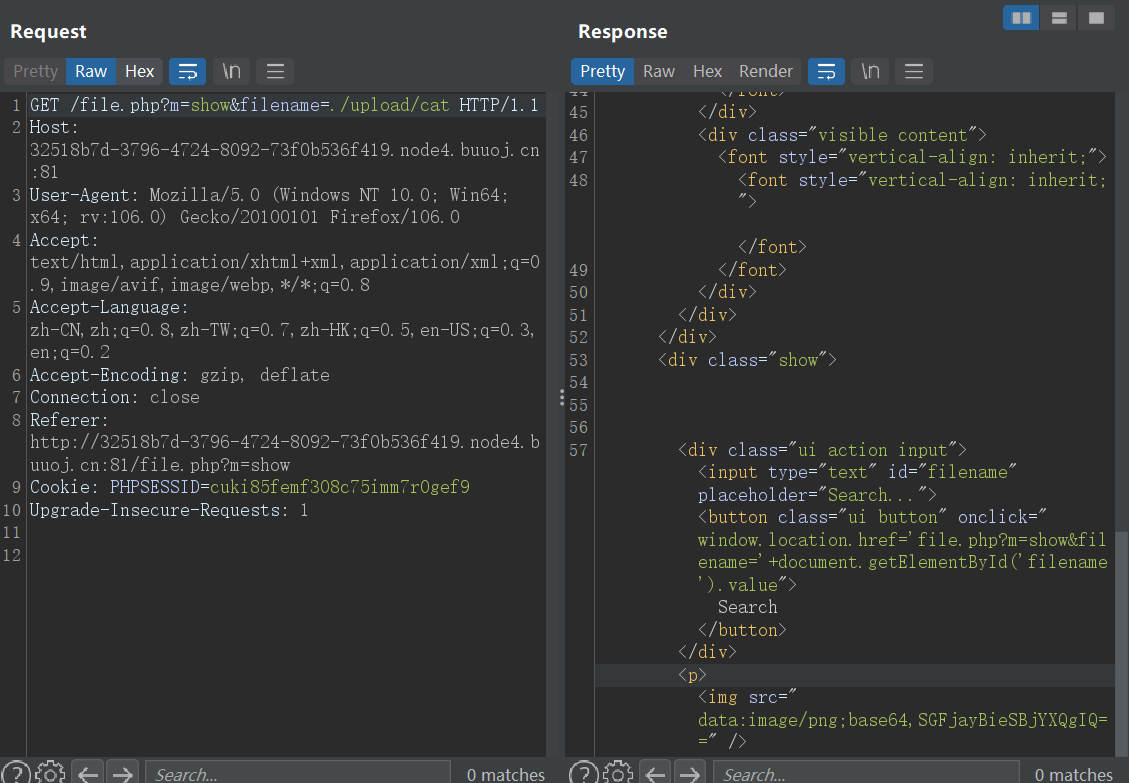 Request
Pretty Raw Hex \n
1 GET /file.php?m=show&filename=./upload/cat HTTP/1.1
2 Host:
32518b7d-3796-4724-8092-73f0b536f419.node4.buuoj.cn
:81
3 User-Agent: Mozilla/5.0 (Windows NT 10.0; Win64;
x64; rv:106.0) Gecko/20100101 Firefox/106.0
4 Accept:
text/html,application/xhtml+xml,application/xml;q=0
.9,image/avif,image/webp,*/*;q=0.8
5 Accept-Language:
zh-CN,zh;q=0.8,zh-TW;q=0.7,zh-HK;q=0.5,en-US;q=0.3,
en;q=0.2
6 Accept-Encoding: gzip, deflate
7 Connection: close
8 Referer:
http://32518b7d-3796-4724-8092-73f0b536f419.node4.b
uuoj.cn:81/file.php?m=show
9 Cookie: PHPSESSID=cuki85femf308c75imm7r0gef9
10 Upgrade-Insecure-Requests: 1
11
12
Search...
0 matches
Response
Pretty Raw Hex Render \n
44 </font>
45 </div>
46 <div class="visible content">
47 <font style="vertical-align: inherit;">
48 <font style="vertical-align: inherit;
">
</font>
49 </font>
50 </div>
51 </div>
52 </div>
53 <div class="show">
54
55
56
57 <div class="ui action input">
<input type="text" id="filename"
placeholder="Search...">
<button class="ui button" onclick="
window.location.href='file.php?m=show&fil
ename='+document.getElementById('filename
').value">
Search
</button>
</div>
<p>
<img src="
data:image/png;base64,SGFjayBieSBjYXQgIQ=
=" />
Search...
0 matches